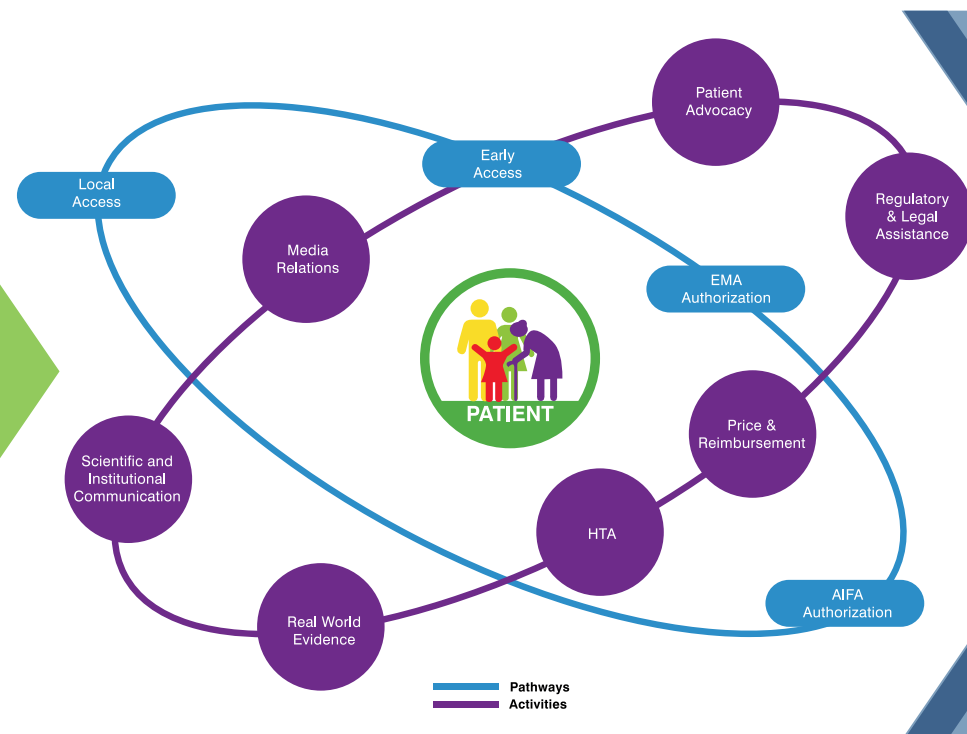 Patient
Advocacy
Early
Access
Local
Access
Regulatory
& Legal
Assistance
Media
Relations
EMA
Authorization
PATIENT
Price &
Reimbursement
Scientific and
Institutional
Communication
HTA
AIFA
Authorization
Real World
Evidence
Pathways
Activities